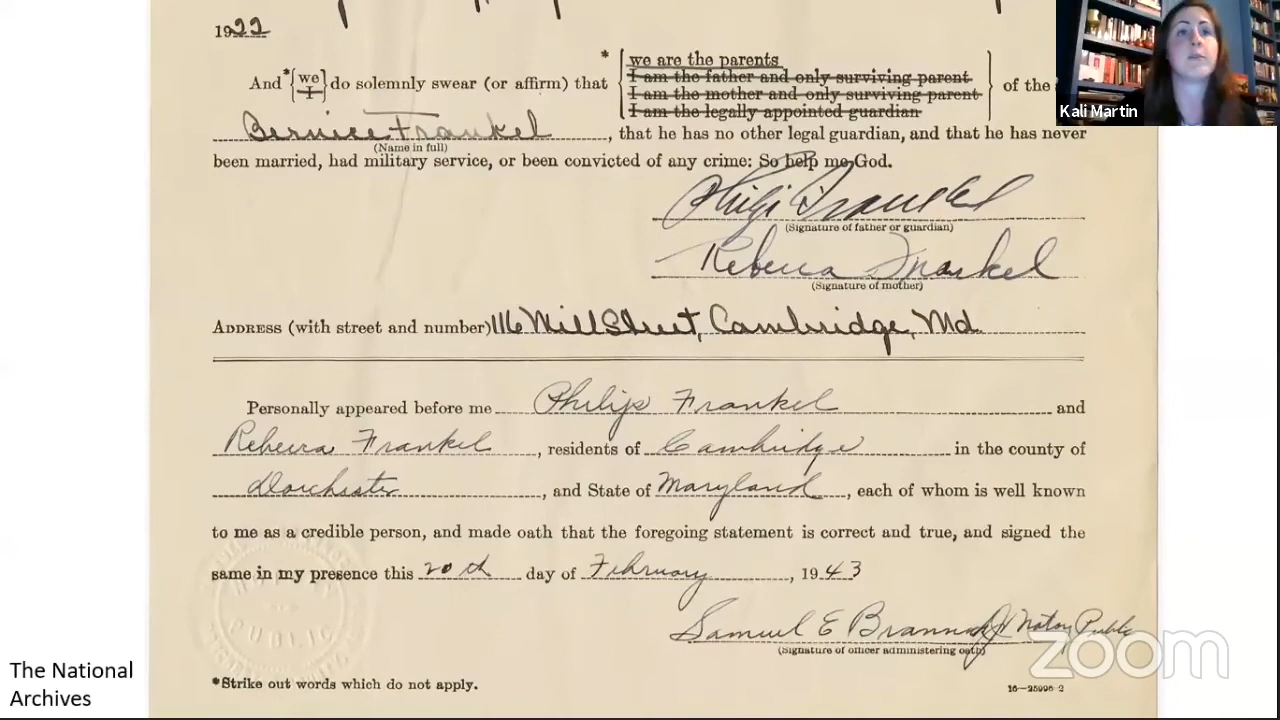 1922
Kali Martin
* we are the parents
I am the father and only surviving parent
And * we I do solemnly swear (or affirm) that I am the mother and only surviving parent of the
I am the legally appointed guardian
Bernice Frankel, that he has no other legal guardian, and that he has never
(Name in full)
been married, had military service, or been convicted of any crime: So help me God.
Philip Frankel
(Signature of father or guardian)
Rebecca Frankel
(Signature of mother)
ADDRESS (with street and number) 116 Mill Street, Cambridge, Md.
Personally appeared before me Philip Frankel and
Rebecca Frankel, residents of Cambridge in the county of
Dorchester, and State of Maryland, each of whom is well known
to me as a credible person, and made oath that the foregoing statement is correct and true, and signed the
same in my presence this 20th day of February, 1943
PUBLIC
Samuel E Brannock Notary Public
(Signature of officer administering oath)
*Strike out words which do not apply.
16—25996-2
The National
Archives
zoom